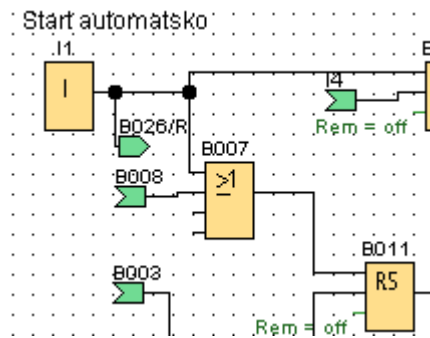 Start automatsko
I1
I
I4
B026/R
Rem = off
B007
≥1
B008
B011
RS
B003
Rem = off